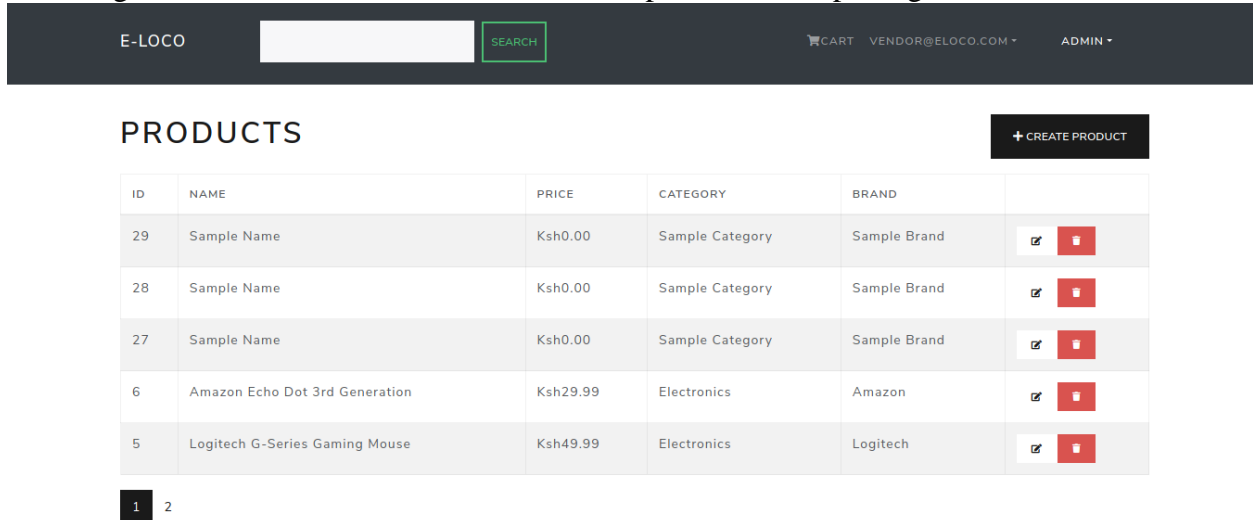 E-LOCO SEARCH CART VENDOR@ELOCO.COM ADMIN
PRODUCTS + CREATE PRODUCT
ID NAME PRICE CATEGORY BRAND
29 Sample Name Ksh0.00 Sample Category Sample Brand
28 Sample Name Ksh0.00 Sample Category Sample Brand
27 Sample Name Ksh0.00 Sample Category Sample Brand
6 Amazon Echo Dot 3rd Generation Ksh29.99 Electronics Amazon
5 Logitech G-Series Gaming Mouse Ksh49.99 Electronics Logitech
1 2